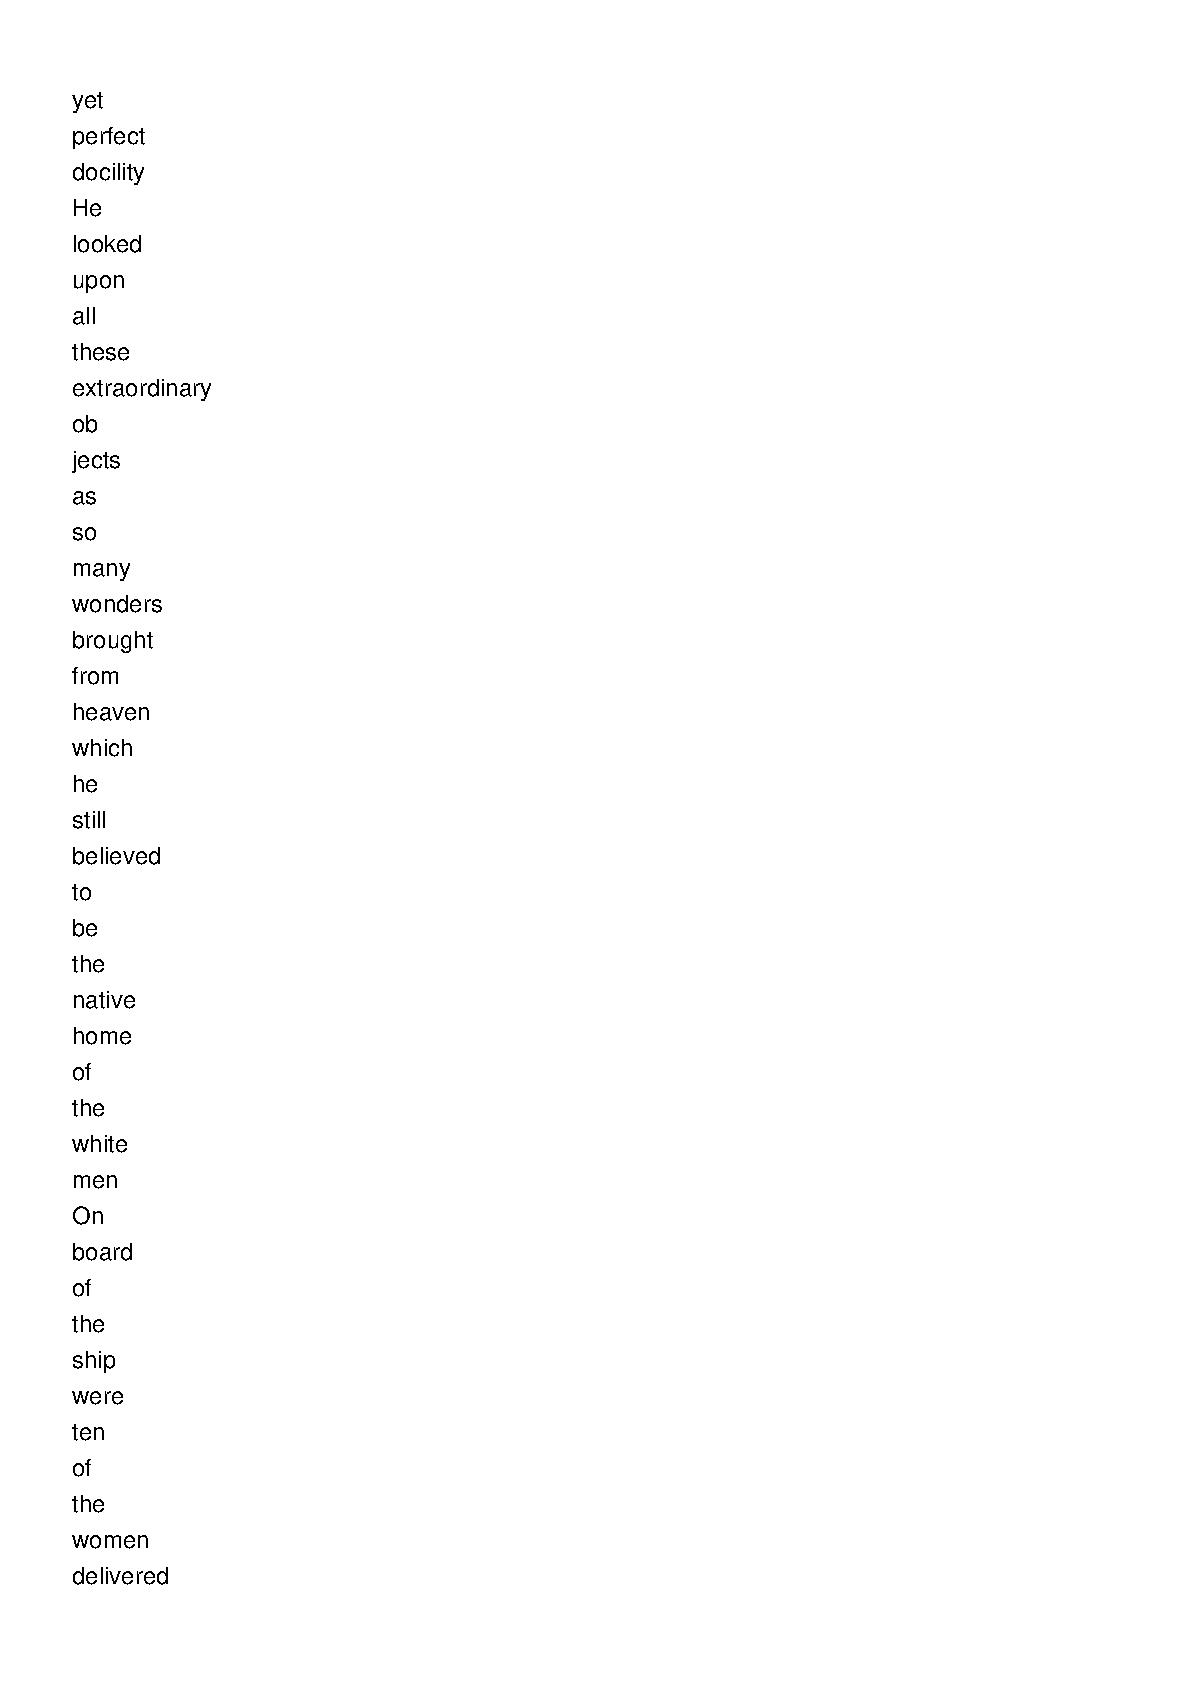 yet
perfect
docility
He
looked
upon
all
these
extraordinary
ob
jects
as
so
many
wonders
brought
from
heaven
which
he
still
believed
to
be
the
native
home
of
the
white
men
On
board
of
the
ship
were
ten
of
the
women
delivered